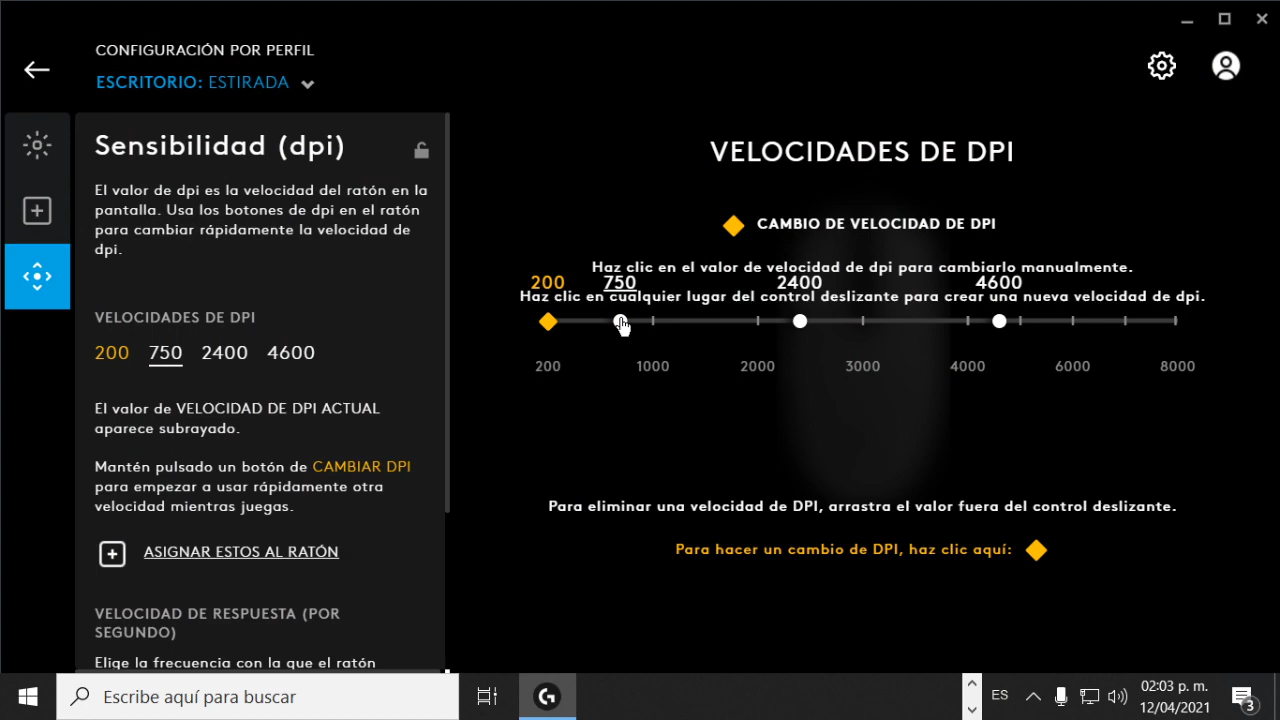 CONFIGURACIÓN POR PERFIL
ESCRITORIO: ESTIRADA
Sensibilidad (dpi)
El valor de dpi es la velocidad del ratón en la
pantalla. Usa los botones de dpi en el ratón
para cambiar rápidamente la velocidad de
dpi.
VELOCIDADES DE DPI
200 750 2400 4600
El valor de VELOCIDAD DE DPI ACTUAL
aparece subrayado.
Mantén pulsado un botón de CAMBIAR DPI
para empezar a usar rápidamente otra
velocidad mientras juegas.
ASIGNAR ESTOS AL RATÓN
VELOCIDAD DE RESPUESTA (POR
SEGUNDO)
Elige la frecuencia con la que el ratón
VELOCIDADES DE DPI
CAMBIO DE VELOCIDAD DE DPI
Haz clic en el valor de velocidad de dpi para cambiarlo manualmente.
200 750 2400 4600
Haz clic en cualquier lugar del control deslizante para crear una nueva velocidad de dpi.
200 1000 2000 3000 4000 6000 8000
Para eliminar una velocidad de DPI, arrastra el valor fuera del control deslizante.
Para hacer un cambio de DPI, haz clic aquí:
Escribe aquí para buscar
ES
02:03 p. m.
12/04/2021
3